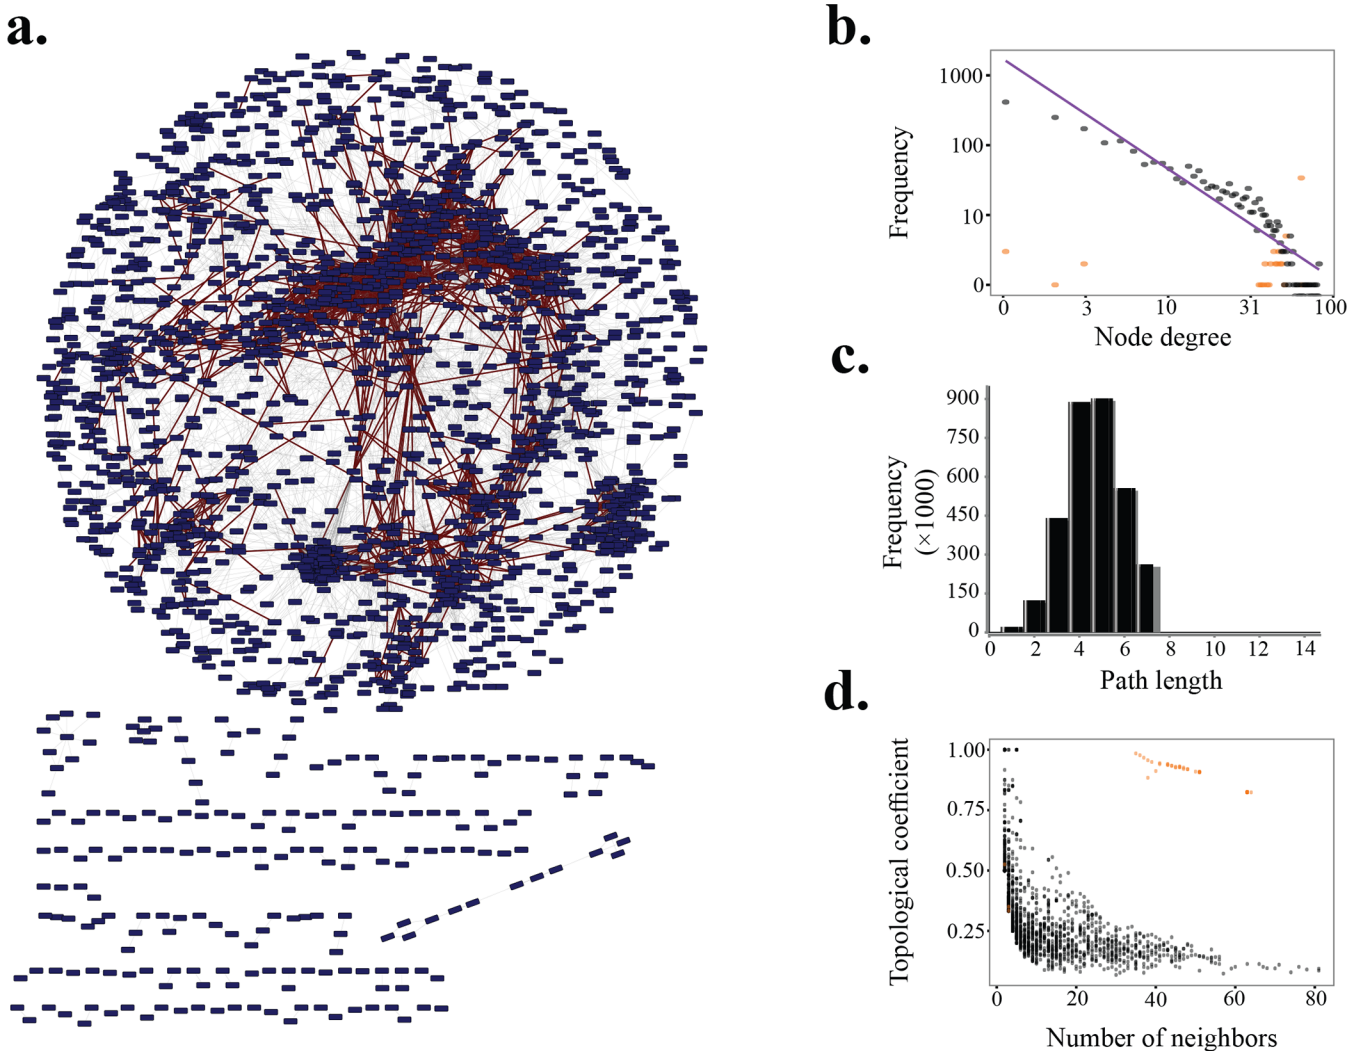 a.
b.
Frequency
1000
100
10
0
0 3 10 31 100
Node degree
c.
Frequency
(×1000)
900
750
600
450
300
150
0
0 2 4 6 8 10 12 14
Path length
d.
Topological coefficient
1.00
0.75
0.50
0.25
0 20 40 60 80
Number of neighbors